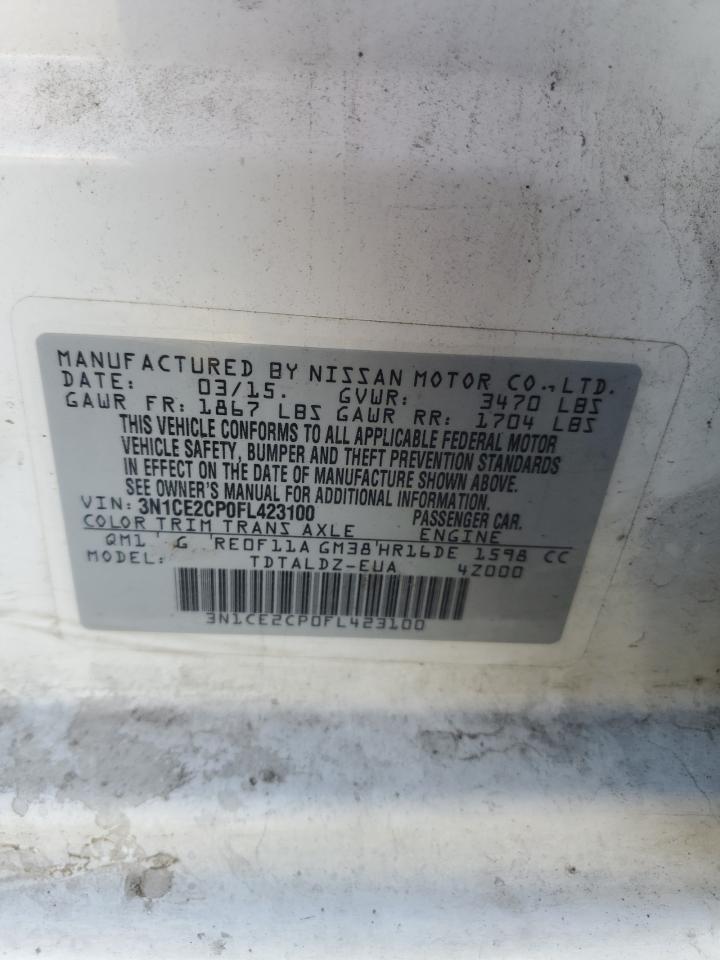 MANUFACTURED BY NISSAN MOTOR CO., LTD.
DATE: 03/15. GVWR: 3470 LBS
GAWR FR: 1867 LBS GAWR RR: 1704 LBS
THIS VEHICLE CONFORMS TO ALL APPLICABLE FEDERAL MOTOR
VEHICLE SAFETY, BUMPER AND THEFT PREVENTION STANDARDS
IN EFFECT ON THE DATE OF MANUFACTURE SHOWN ABOVE.
SEE OWNER'S MANUAL FOR ADDITIONAL INFORMATION.
VIN: 3N1CE2CP0FL423100 PASSENGER CAR.
COLOR TRIM TRANS AXLE ENGINE
QM1 G RE0F11A GM38 HR16DE 1598 CC
MODEL: TDTALDZ-EUA 4Z000
3N1CE2CP0FL423100